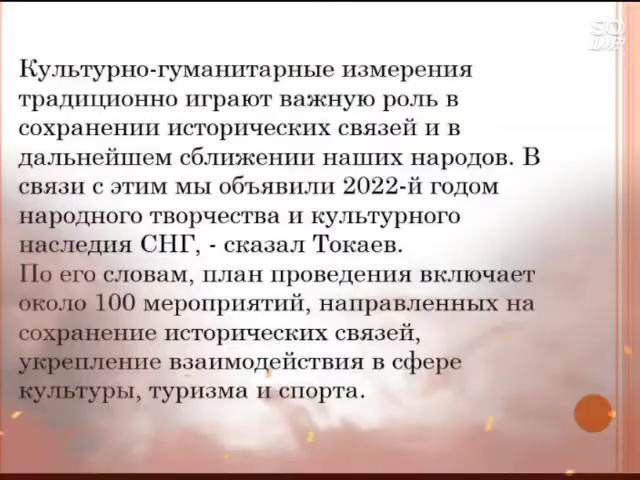 Культурно-гуманитарные измерения
традиционно играют важную роль в
сохранении исторических связей и в
дальнейшем сближении наших народов. В
связи с этим мы объявили 2022-й годом
народного творчества и культурного
наследия СНГ, - сказал Токаев.
По его словам, план проведения включает
около 100 мероприятий, направленных на
сохранение исторических связей,
укрепление взаимодействия в сфере
культуры, туризма и спорта.